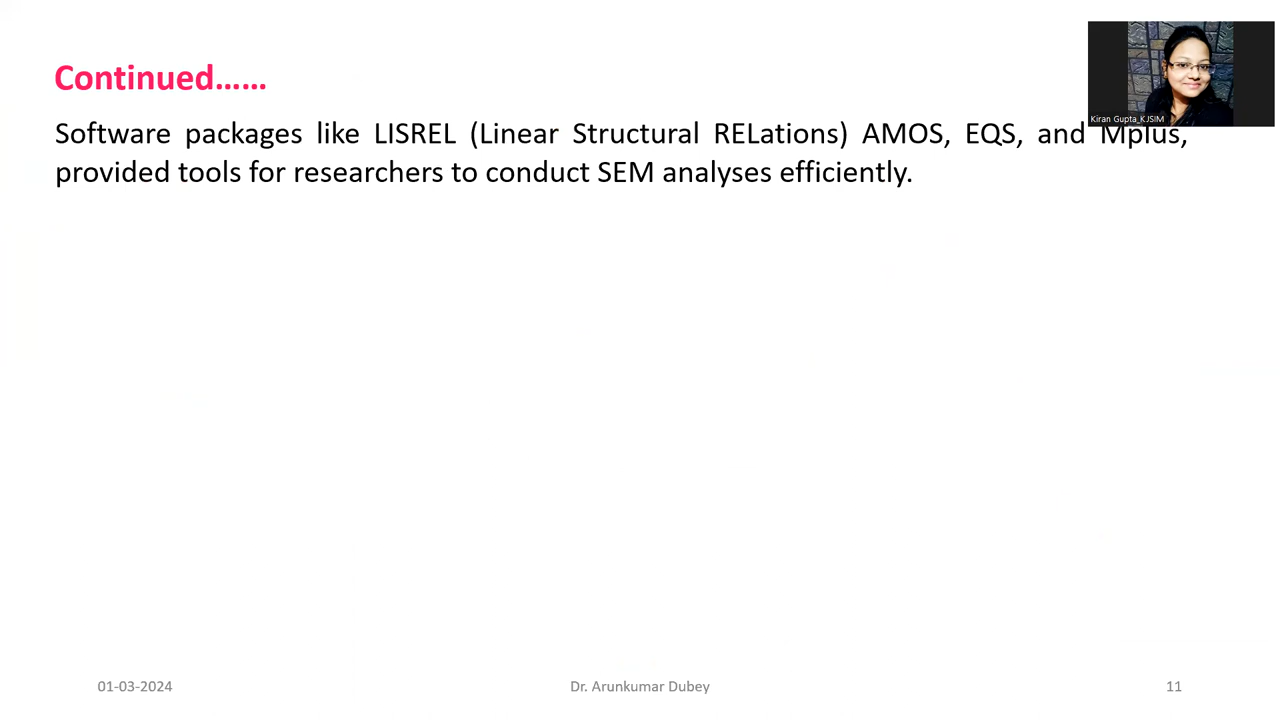 Continued......
Kiran Gupta_KJSIM
Software packages like LISREL (Linear Structural RELations) AMOS, EQS, and Mplus,
provided tools for researchers to conduct SEM analyses efficiently.
01-03-2024
Dr. Arunkumar Dubey
11